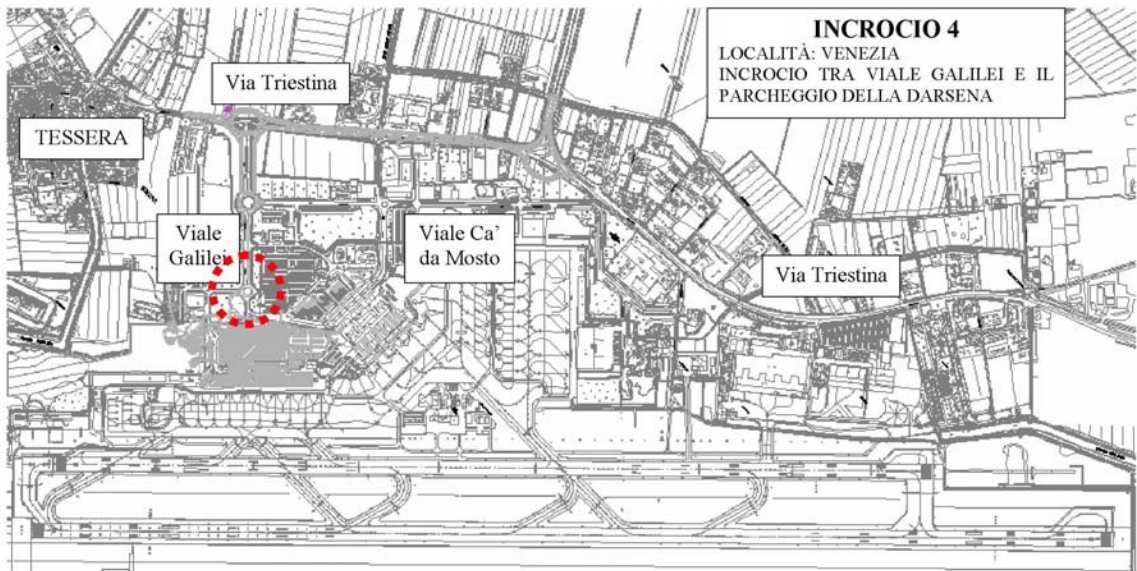 INCROCIO 4
LOCALITÀ: VENEZIA
INCROCIO TRA VIALE GALILEI E IL
PARCHEGGIO DELLA DARSENA
Via Triestina
TESSERA
Viale
Galilei
Viale Ca'
da Mosto
Via Triestina